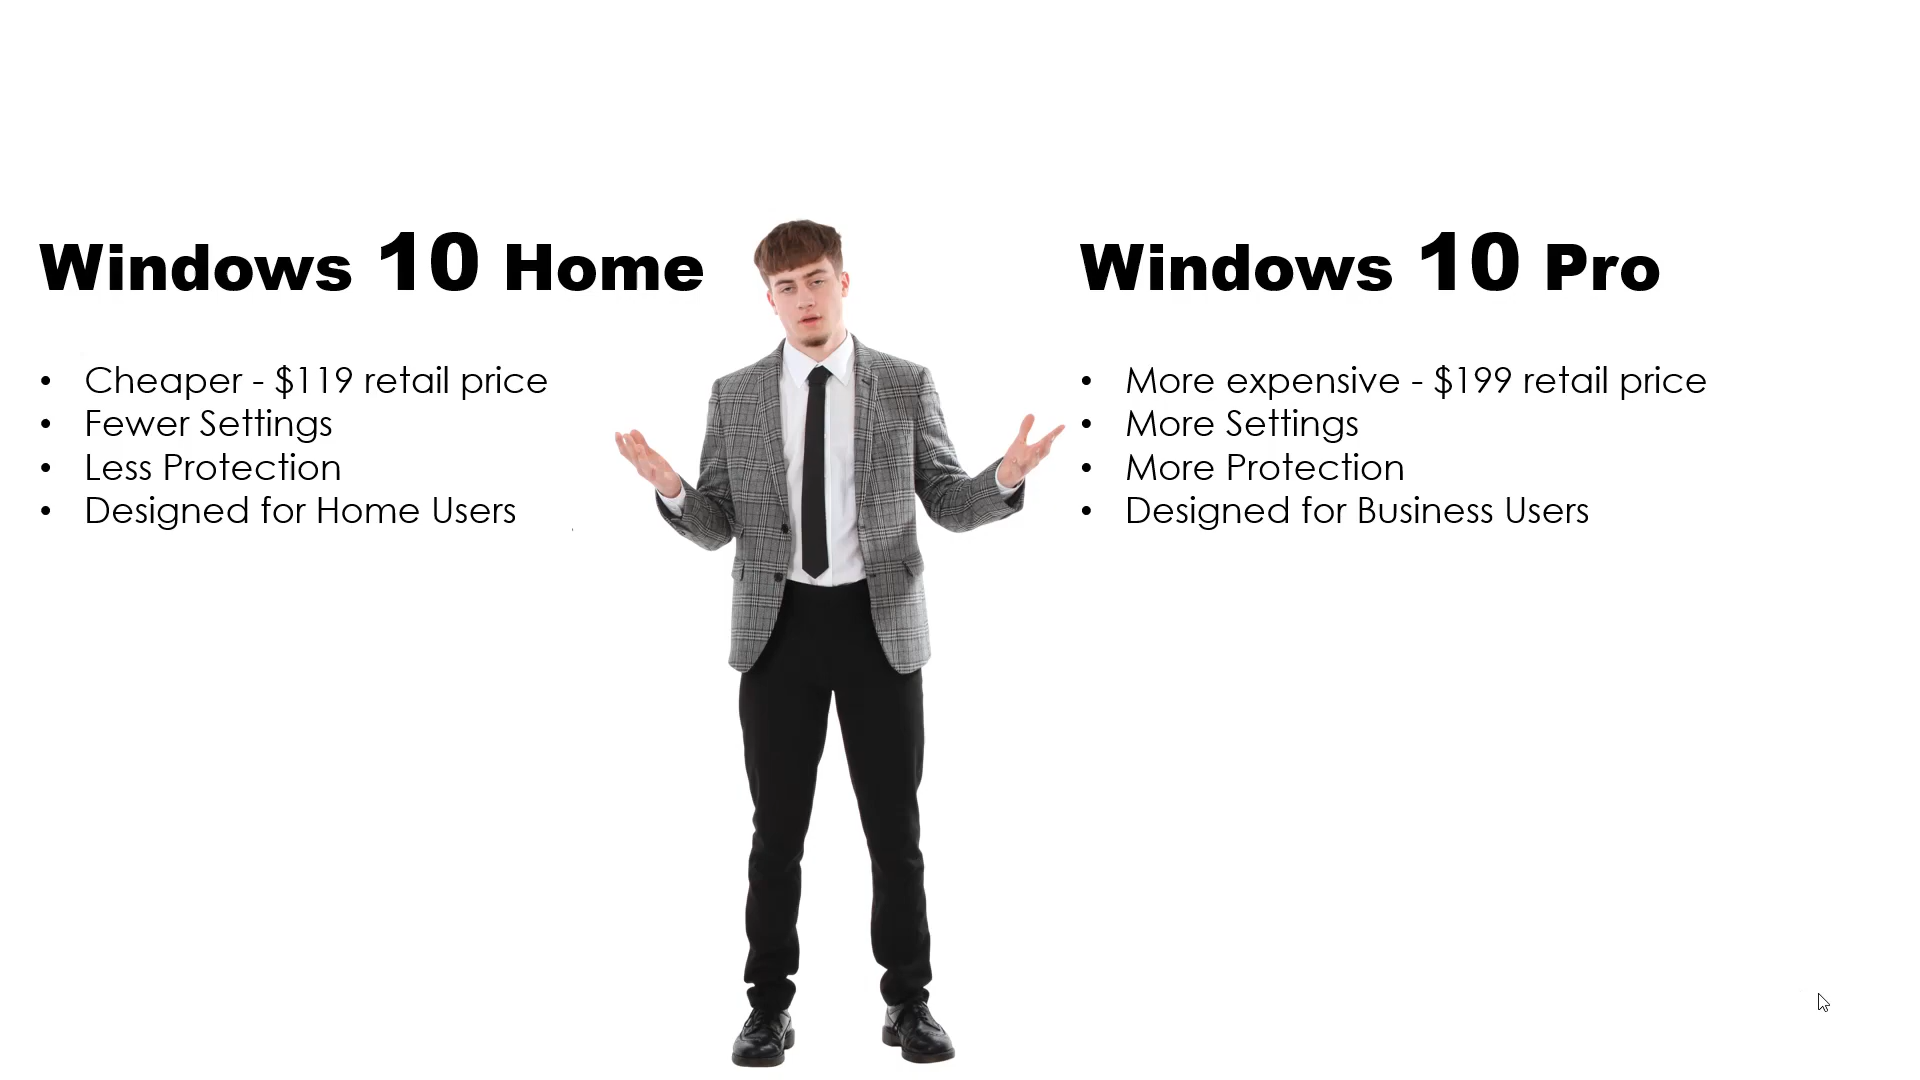 Windows 10 Home
• Cheaper - $119 retail price
• Fewer Settings
• Less Protection
• Designed for Home Users
Windows 10 Pro
• More expensive - $199 retail price
• More Settings
• More Protection
• Designed for Business Users